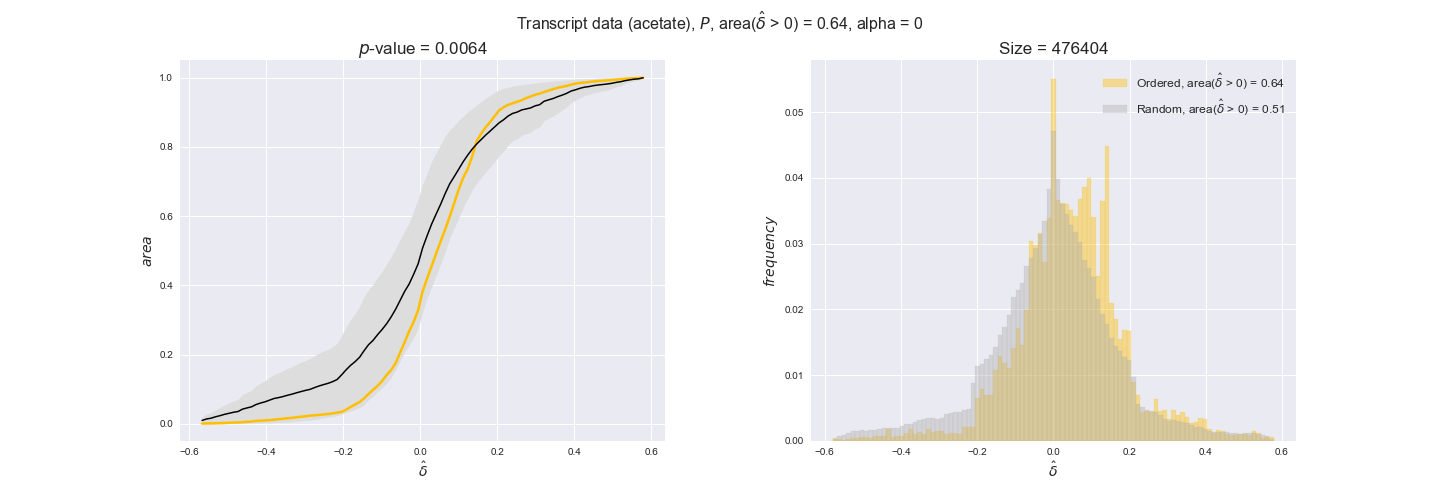 Transcript data (acetate), P, area(δ̂ > 0) = 0.64, alpha = 0
p-value = 0.0064
1.0
0.8
0.6
0.4
0.2
0.0
area
−0.6 −0.4 −0.2 0.0 0.2 0.4 0.6
δ̂
Size = 476404
Ordered, area(δ̂ > 0) = 0.64
Random, area(δ̂ > 0) = 0.51
0.05
0.04
0.03
0.02
0.01
0.00
frequency
−0.6 −0.4 −0.2 0.0 0.2 0.4 0.6
δ̂